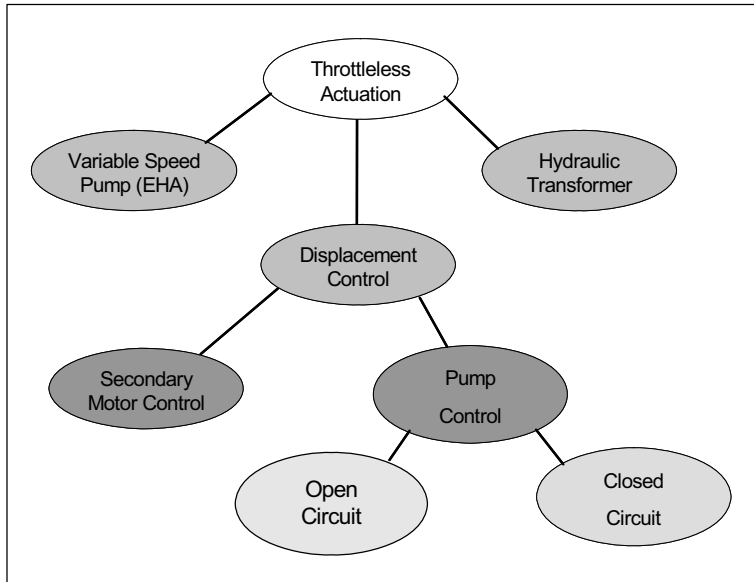 Throttleless
Actuation
Variable Speed
Pump (EHA)
Hydraulic
Transformer
Displacement
Control
Secondary
Motor Control
Pump
Control
Open
Circuit
Closed
Circuit